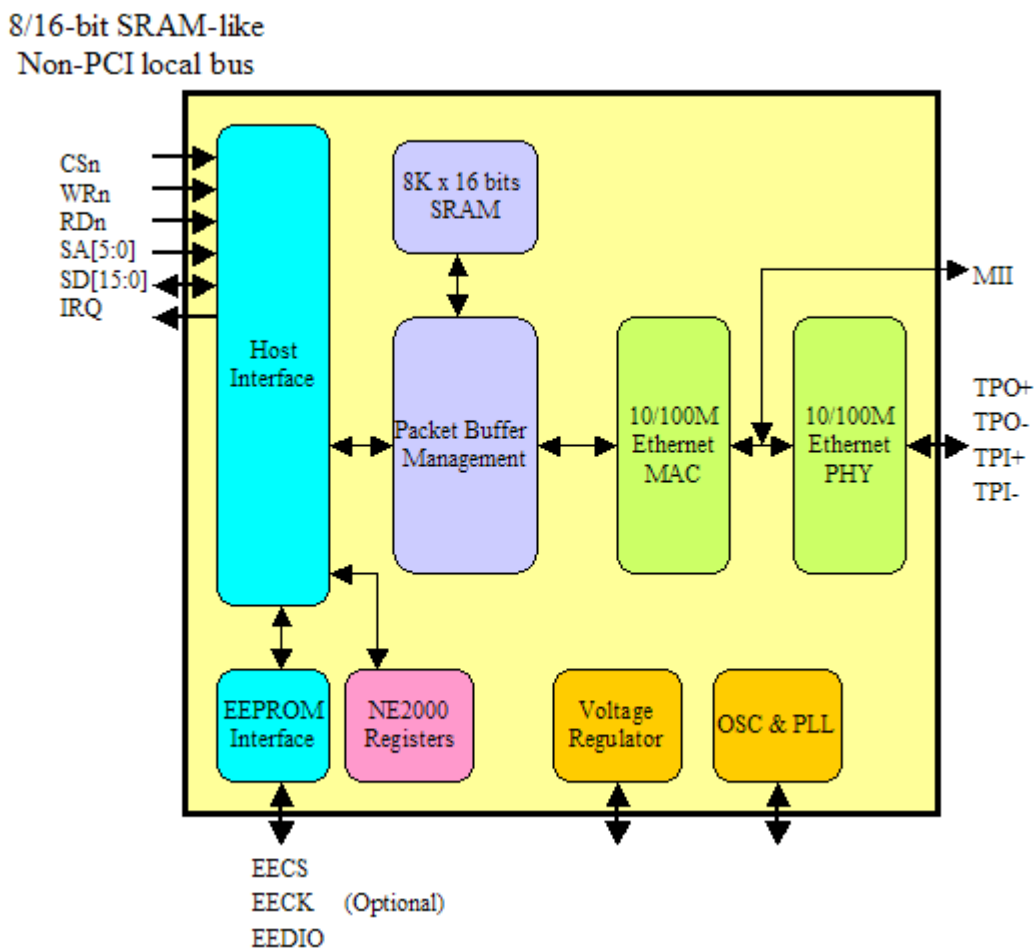 8/16-bit SRAM-like
Non-PCI local bus
CSn
WRn
RDn
SA[5:0]
SD[15:0]
IRQ
Host
Interface
8K x 16 bits
SRAM
Packet Buffer
Management
10/100M
Ethernet
MAC
10/100M
Ethernet
PHY
MII
TPO+
TPO-
TPI+
TPI-
EEPROM
Interface
NE2000
Registers
Voltage
Regulator
OSC & PLL
EECS
EECK (Optional)
EEDIO